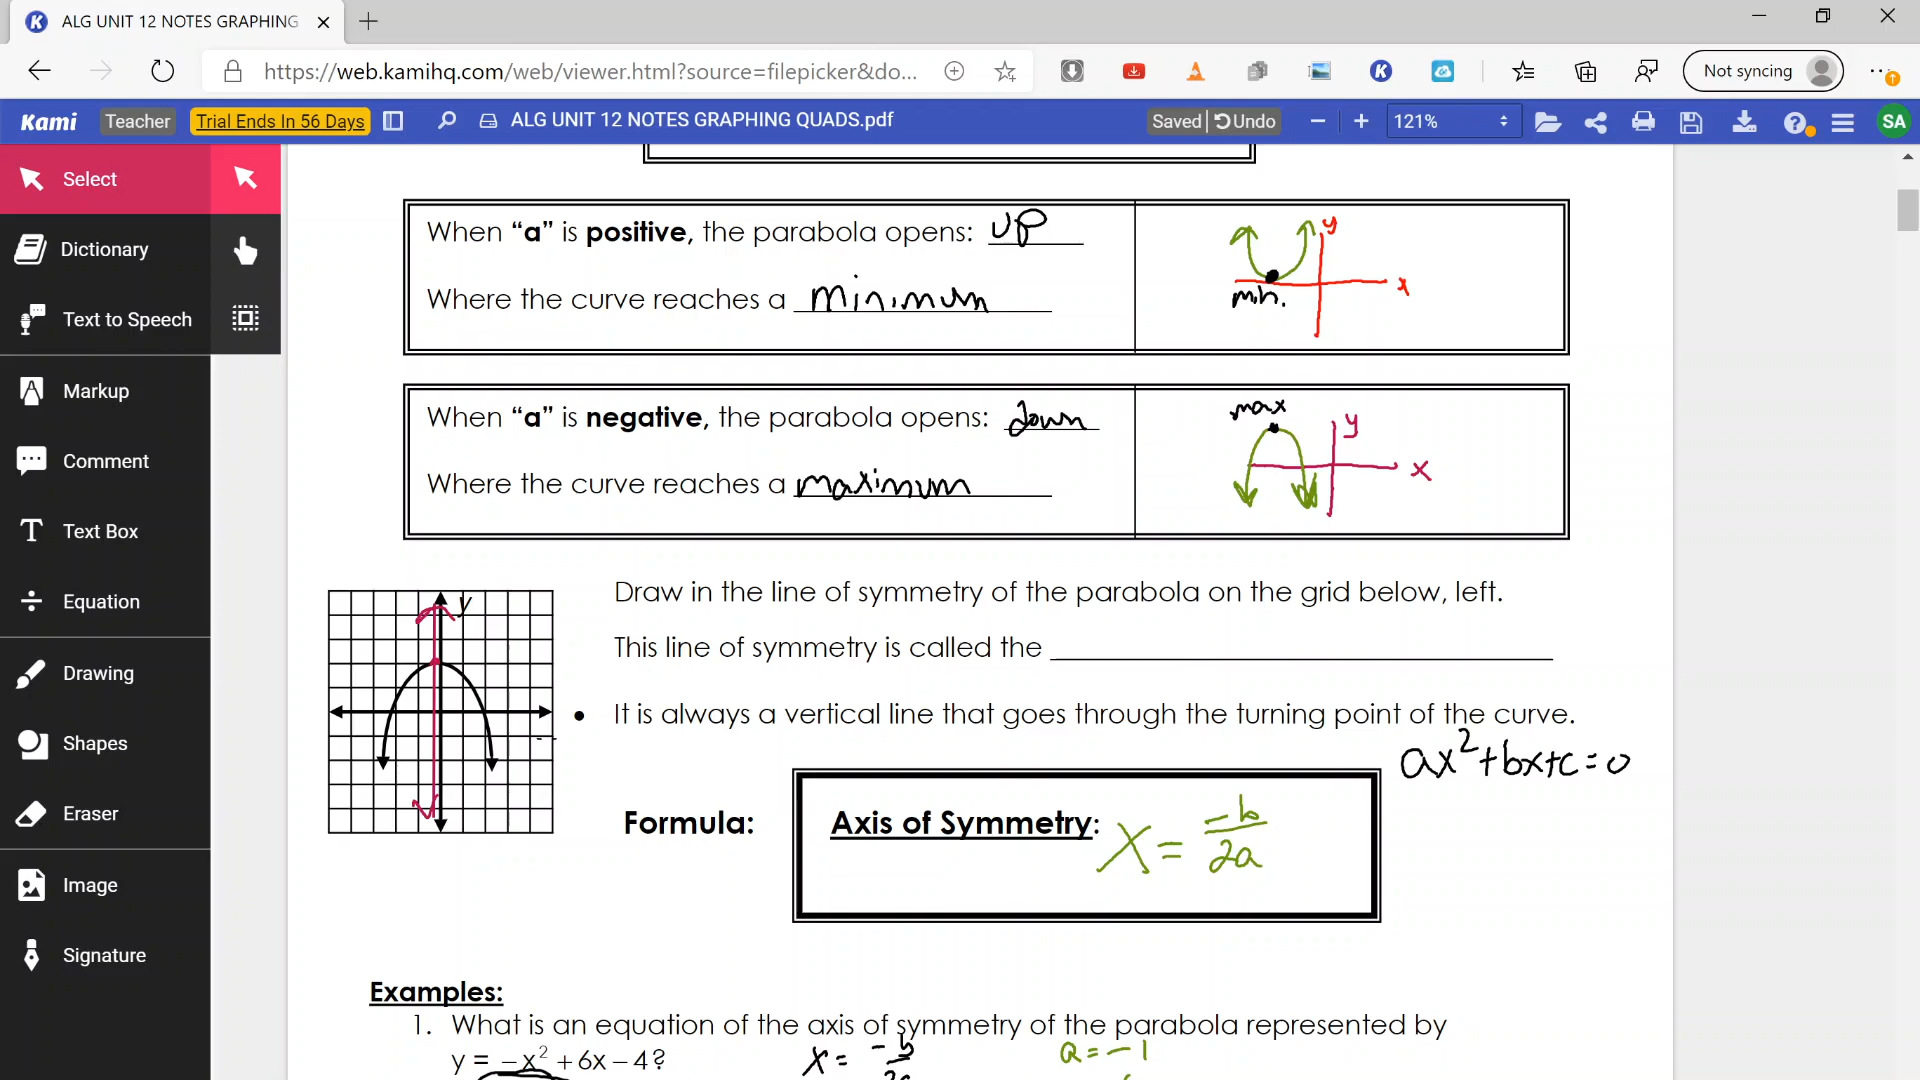 ALG UNIT 12 NOTES GRAPHING
https://web.kamihq.com/web/viewer.html?source=filepicker&do...
Not syncing
Kami Teacher Trial Ends In 56 Days ALG UNIT 12 NOTES GRAPHING QUADS.pdf Saved Undo 121% SA
Select
Dictionary
Text to Speech
Markup
Comment
Text Box
Equation
Drawing
Shapes
Eraser
Image
Signature
When “a” is positive, the parabola opens: UP
Where the curve reaches a minimum
y
x
min.
When “a” is negative, the parabola opens: down
Where the curve reaches a maximum
max
y
x
y
Draw in the line of symmetry of the parabola on the grid below, left.
This line of symmetry is called the
• It is always a vertical line that goes through the turning point of the curve.
ax²+bx+c=0
Formula: Axis of Symmetry: X = -b/2a
Examples:
1. What is an equation of the axis of symmetry of the parabola represented by
y = −x² + 6x − 4? x = -b/2a a = -1